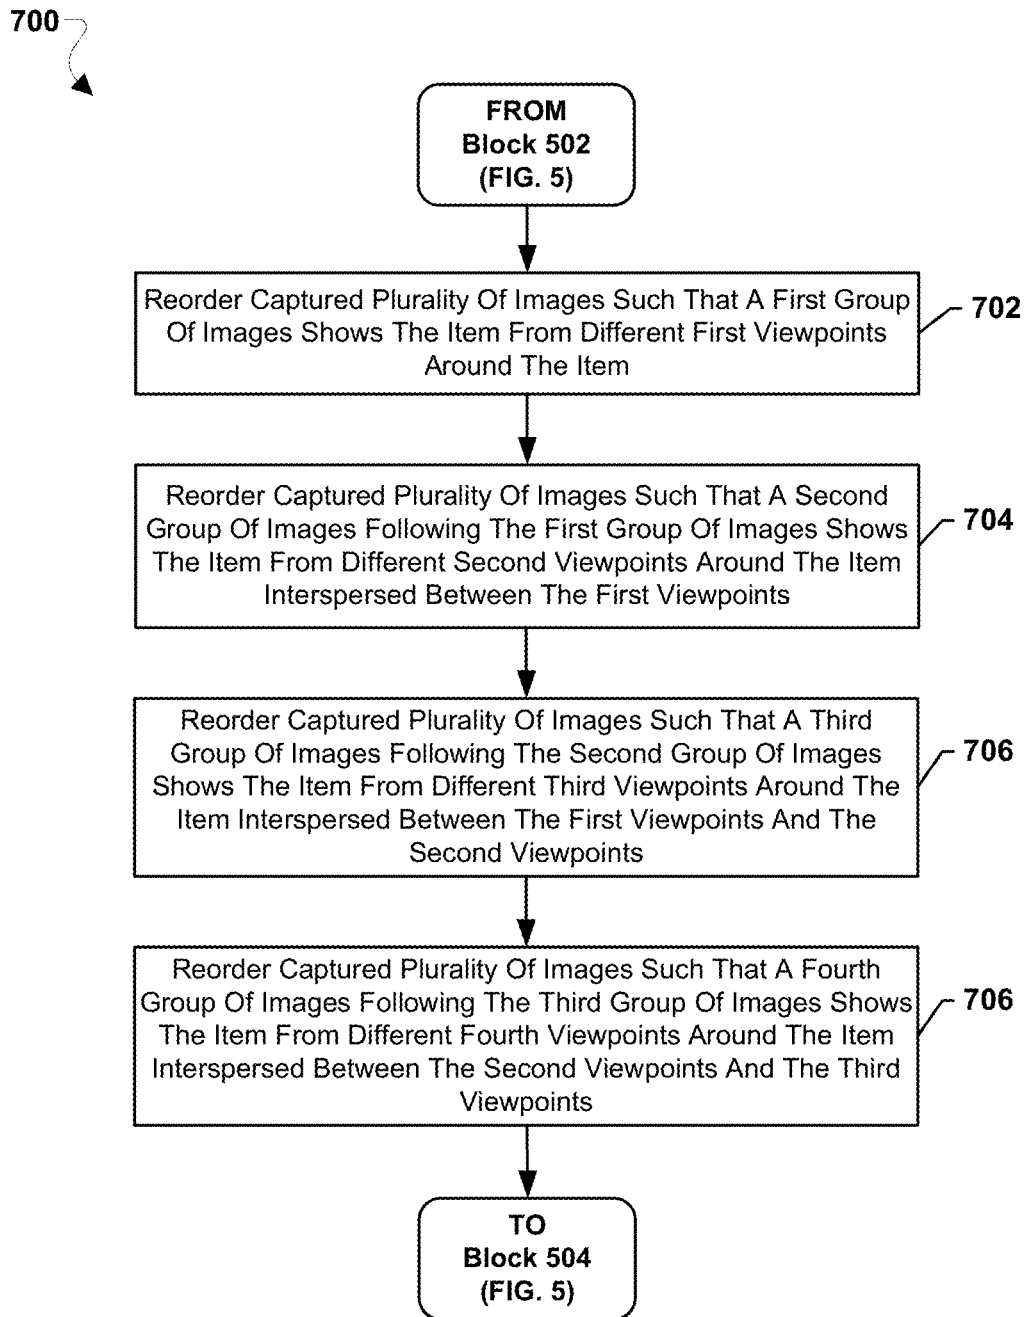 700
FROM
Block 502
(FIG. 5)
Reorder Captured Plurality Of Images Such That A First Group
Of Images Shows The Item From Different First Viewpoints
Around The Item
702
Reorder Captured Plurality Of Images Such That A Second
Group Of Images Following The First Group Of Images Shows
The Item From Different Second Viewpoints Around The Item
Interspersed Between The First Viewpoints
704
Reorder Captured Plurality Of Images Such That A Third
Group Of Images Following The Second Group Of Images
Shows The Item From Different Third Viewpoints Around The
Item Interspersed Between The First Viewpoints And The
Second Viewpoints
706
Reorder Captured Plurality Of Images Such That A Fourth
Group Of Images Following The Third Group Of Images Shows
The Item From Different Fourth Viewpoints Around The Item
Interspersed Between The Second Viewpoints And The Third
Viewpoints
706
TO
Block 504
(FIG. 5)